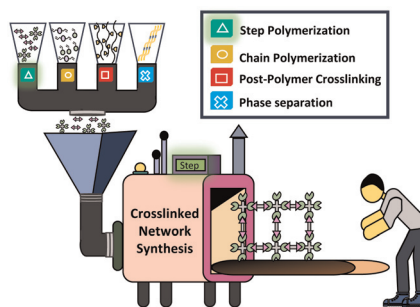 Step Polymerization
Chain Polymerization
Post-Polymer Crosslinking
Phase separation
Step
Crosslinked
Network
Synthesis